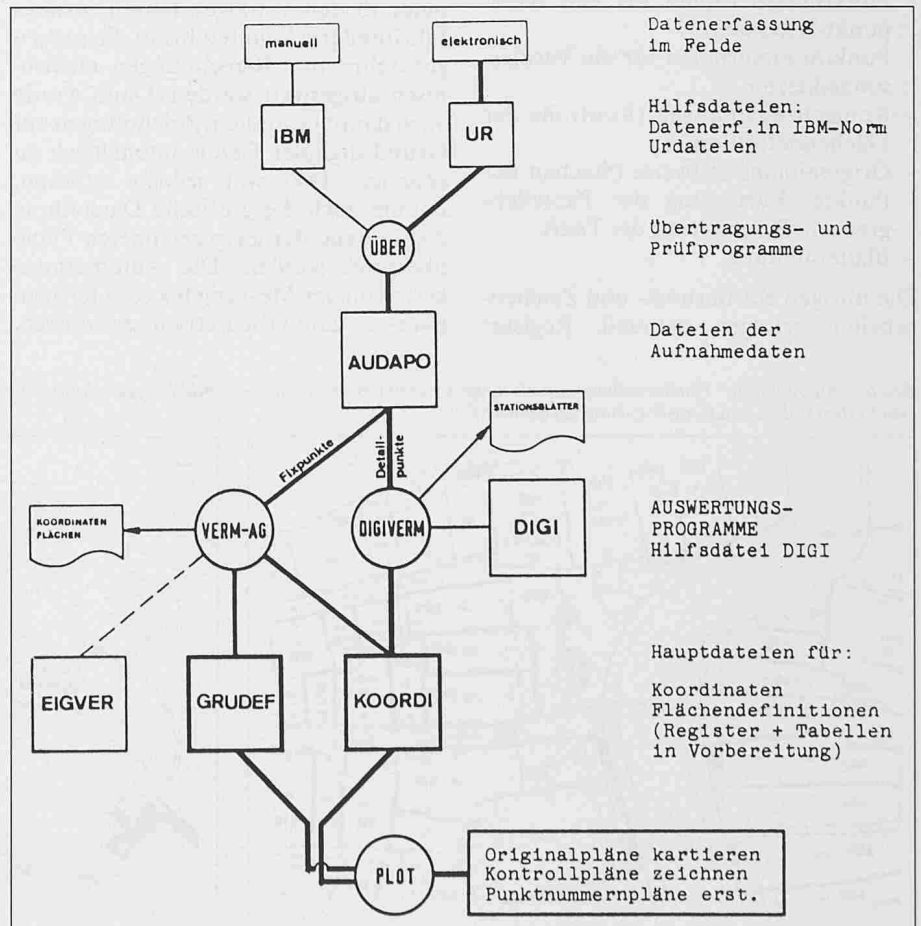 manuell
elektronisch
Datenerfassung
im Felde
IBM
UR
Hilfsdateien:
Datenerf.in IBM-Norm
Urdateien
ÜBER
Übertragungs- und
Prüfprogramme
AUDAPO
Dateien der
Aufnahmedaten
Fixpunkte
Detail-
punkte
STATIONSBLÄTTER
KOORDINATEN
FLÄCHEN
VERM-AG
DIGIVERM
DIGI
AUSWERTUNGS-
PROGRAMME
Hilfsdatei DIGI
EIGVER
GRUDEF
KOORDI
Hauptdateien für:
Koordinaten
Flächendefinitionen
(Register + Tabellen
in Vorbereitung)
PLOT
Originalpläne kartieren
Kontrollpläne zeichnen
Punktnummernpläne erst.